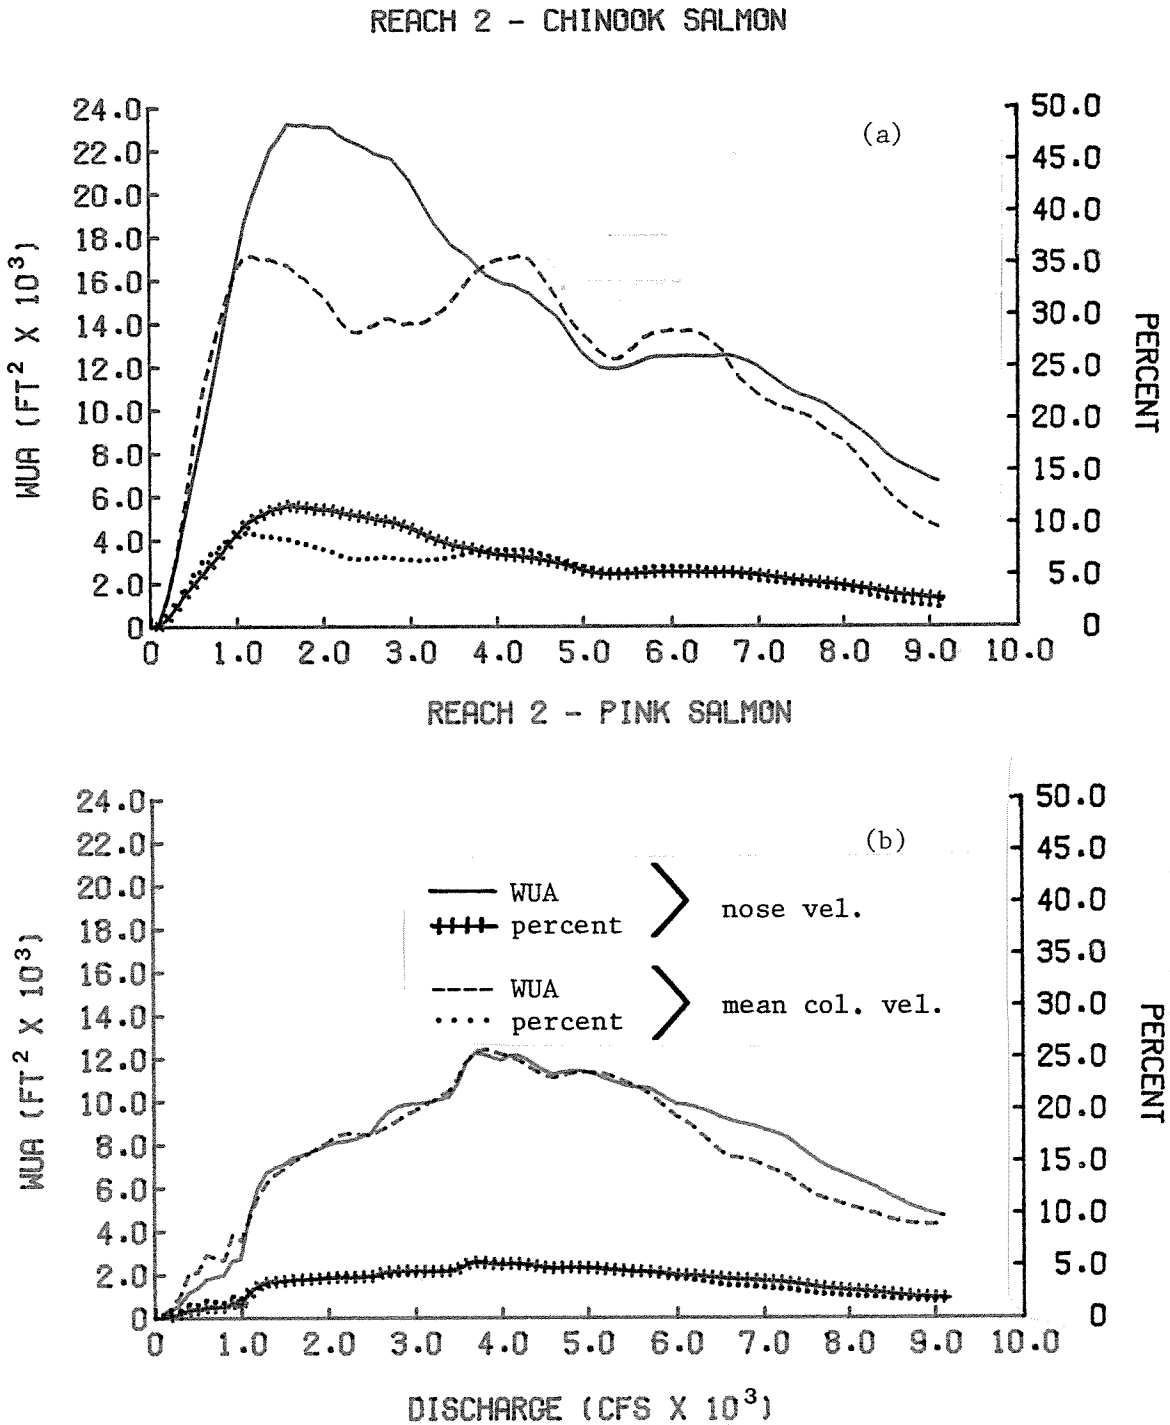 REACH 2 - CHINOOK SALMON
(a)
WUA (FT² X 10³)
24.0
22.0
20.0
18.0
16.0
14.0
12.0
10.0
8.0
6.0
4.0
2.0
0
50.0
45.0
40.0
35.0
30.0
25.0
20.0
15.0
10.0
5.0
0
PERCENT
0 1.0 2.0 3.0 4.0 5.0 6.0 7.0 8.0 9.0 10.0
REACH 2 - PINK SALMON
(b)
WUA (FT² X 10³)
24.0
22.0
20.0
18.0
16.0
14.0
12.0
10.0
8.0
6.0
4.0
2.0
0
WUA
percent
nose vel.
WUA
percent
mean col. vel.
50.0
45.0
40.0
35.0
30.0
25.0
20.0
15.0
10.0
5.0
0
PERCENT
0 1.0 2.0 3.0 4.0 5.0 6.0 7.0 8.0 9.0 10.0
DISCHARGE (CFS X 10³)